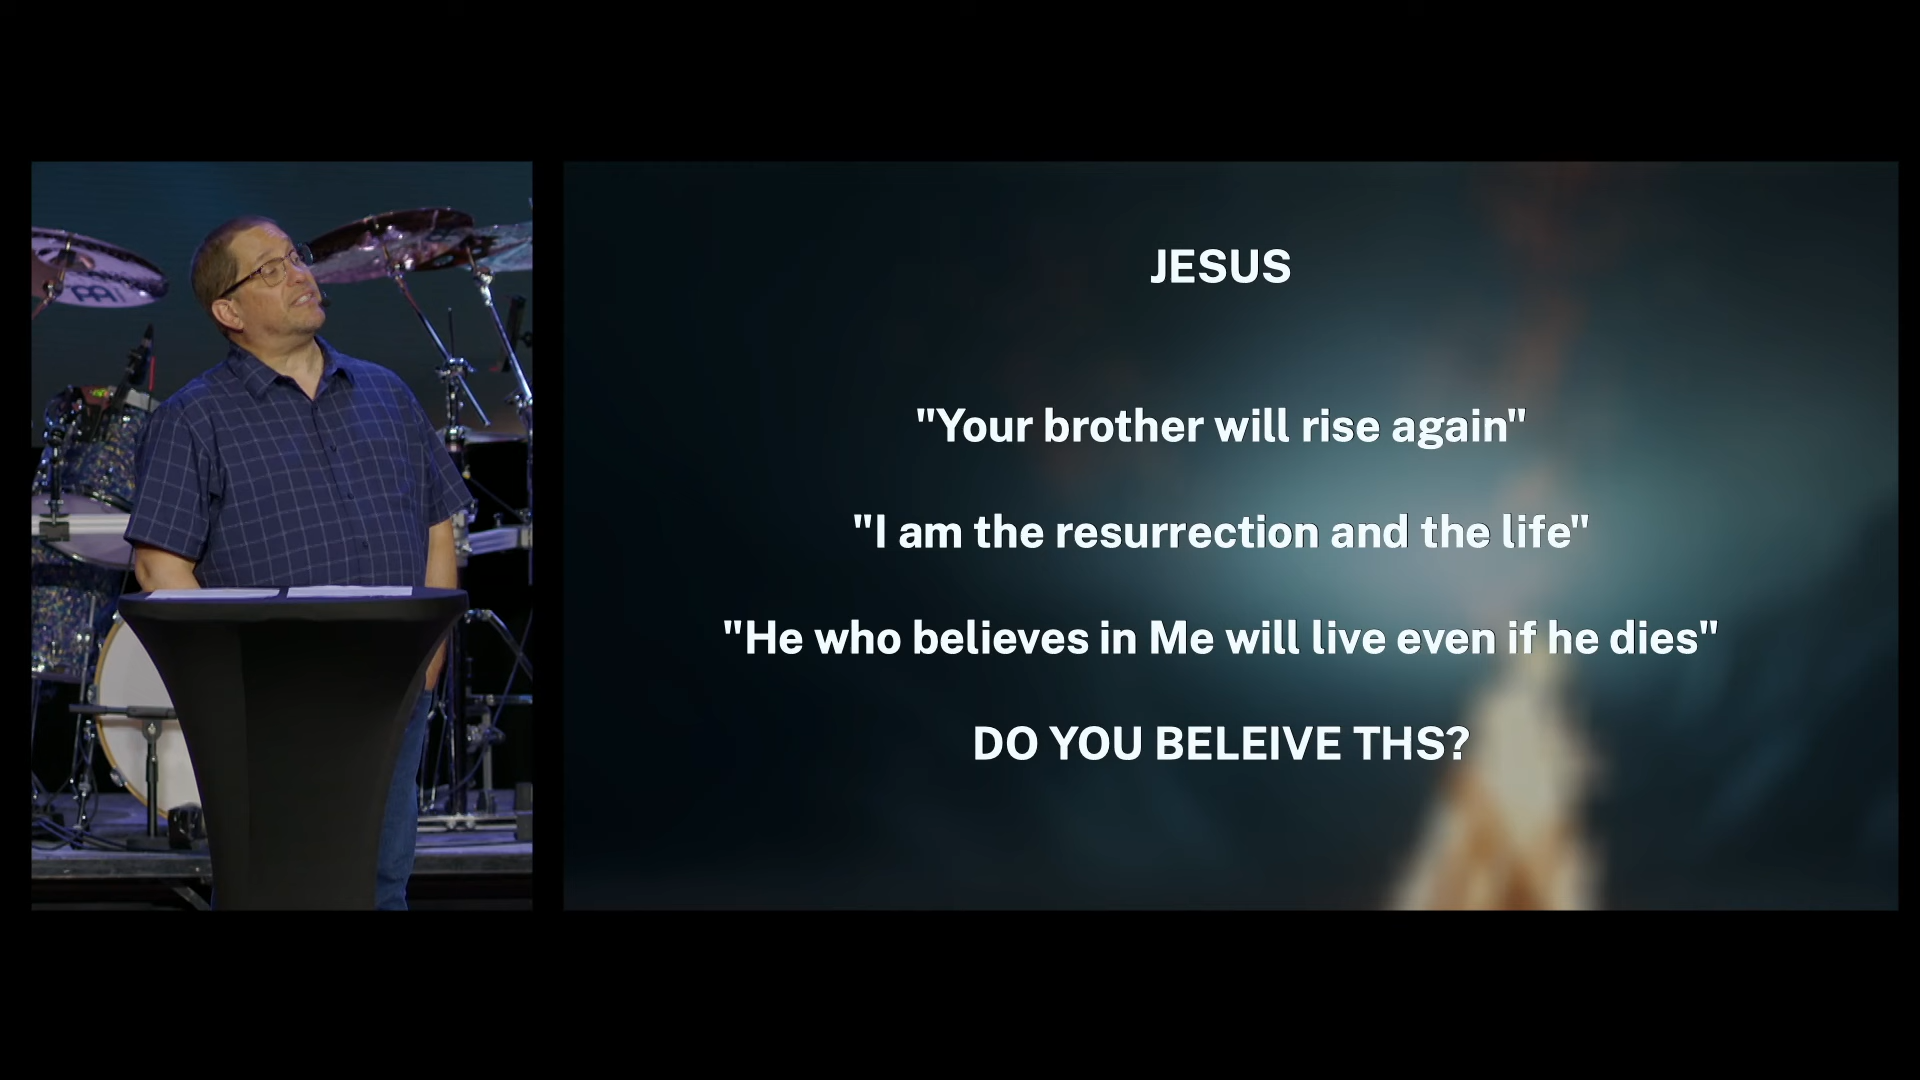 JESUS
"Your brother will rise again"
"I am the resurrection and the life"
"He who believes in Me will live even if he dies"
DO YOU BELEIVE THS?